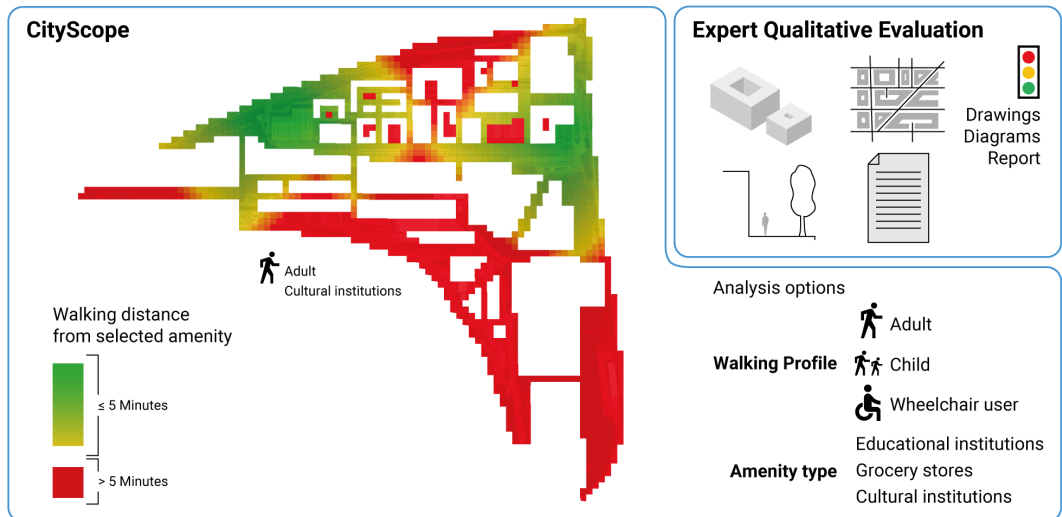 CityScope
Adult
Cultural institutions
Walking distance
from selected amenity
≤ 5 Minutes
> 5 Minutes
Expert Qualitative Evaluation
Drawings
Diagrams
Report
Analysis options
Walking Profile
Adult
Child
Wheelchair user
Amenity type
Educational institutions
Grocery stores
Cultural institutions